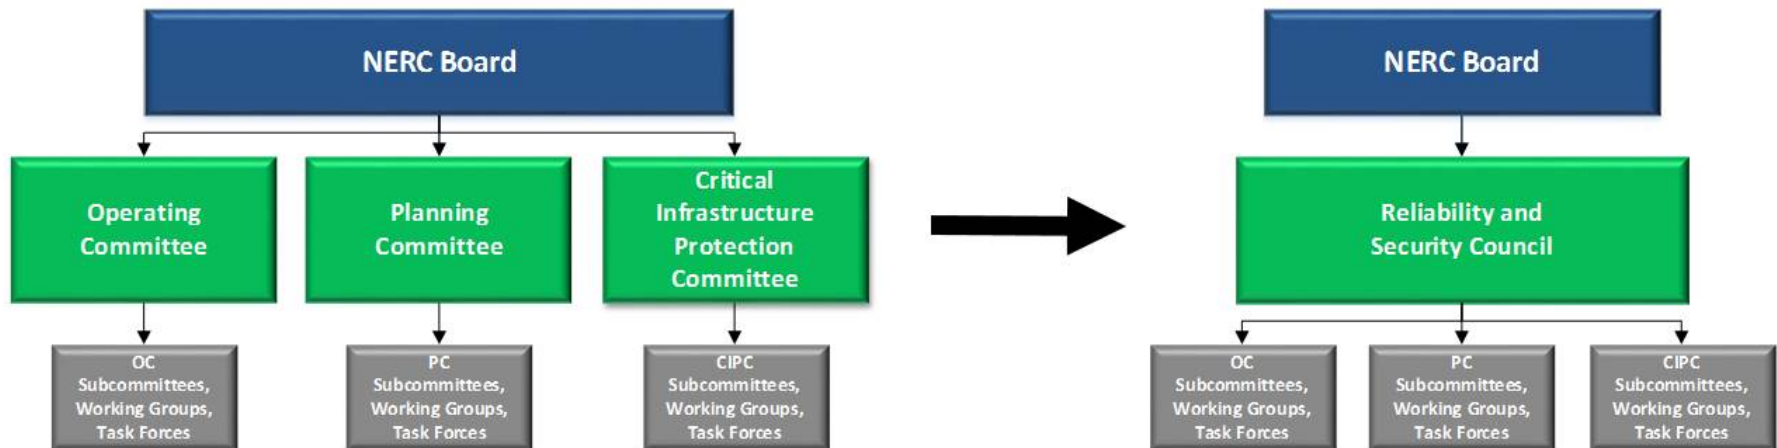 NERC Board
Operating
Committee
Planning
Committee
Critical
Infrastructure
Protection
Committee
OC
Subcommittees,
Working Groups,
Task Forces
PC
Subcommittees,
Working Groups,
Task Forces
CIPC
Subcommittees,
Working Groups,
Task Forces
NERC Board
Reliability and
Security Council
OC
Subcommittees,
Working Groups,
Task Forces
PC
Subcommittees,
Working Groups,
Task Forces
CIPC
Subcommittees,
Working Groups,
Task Forces